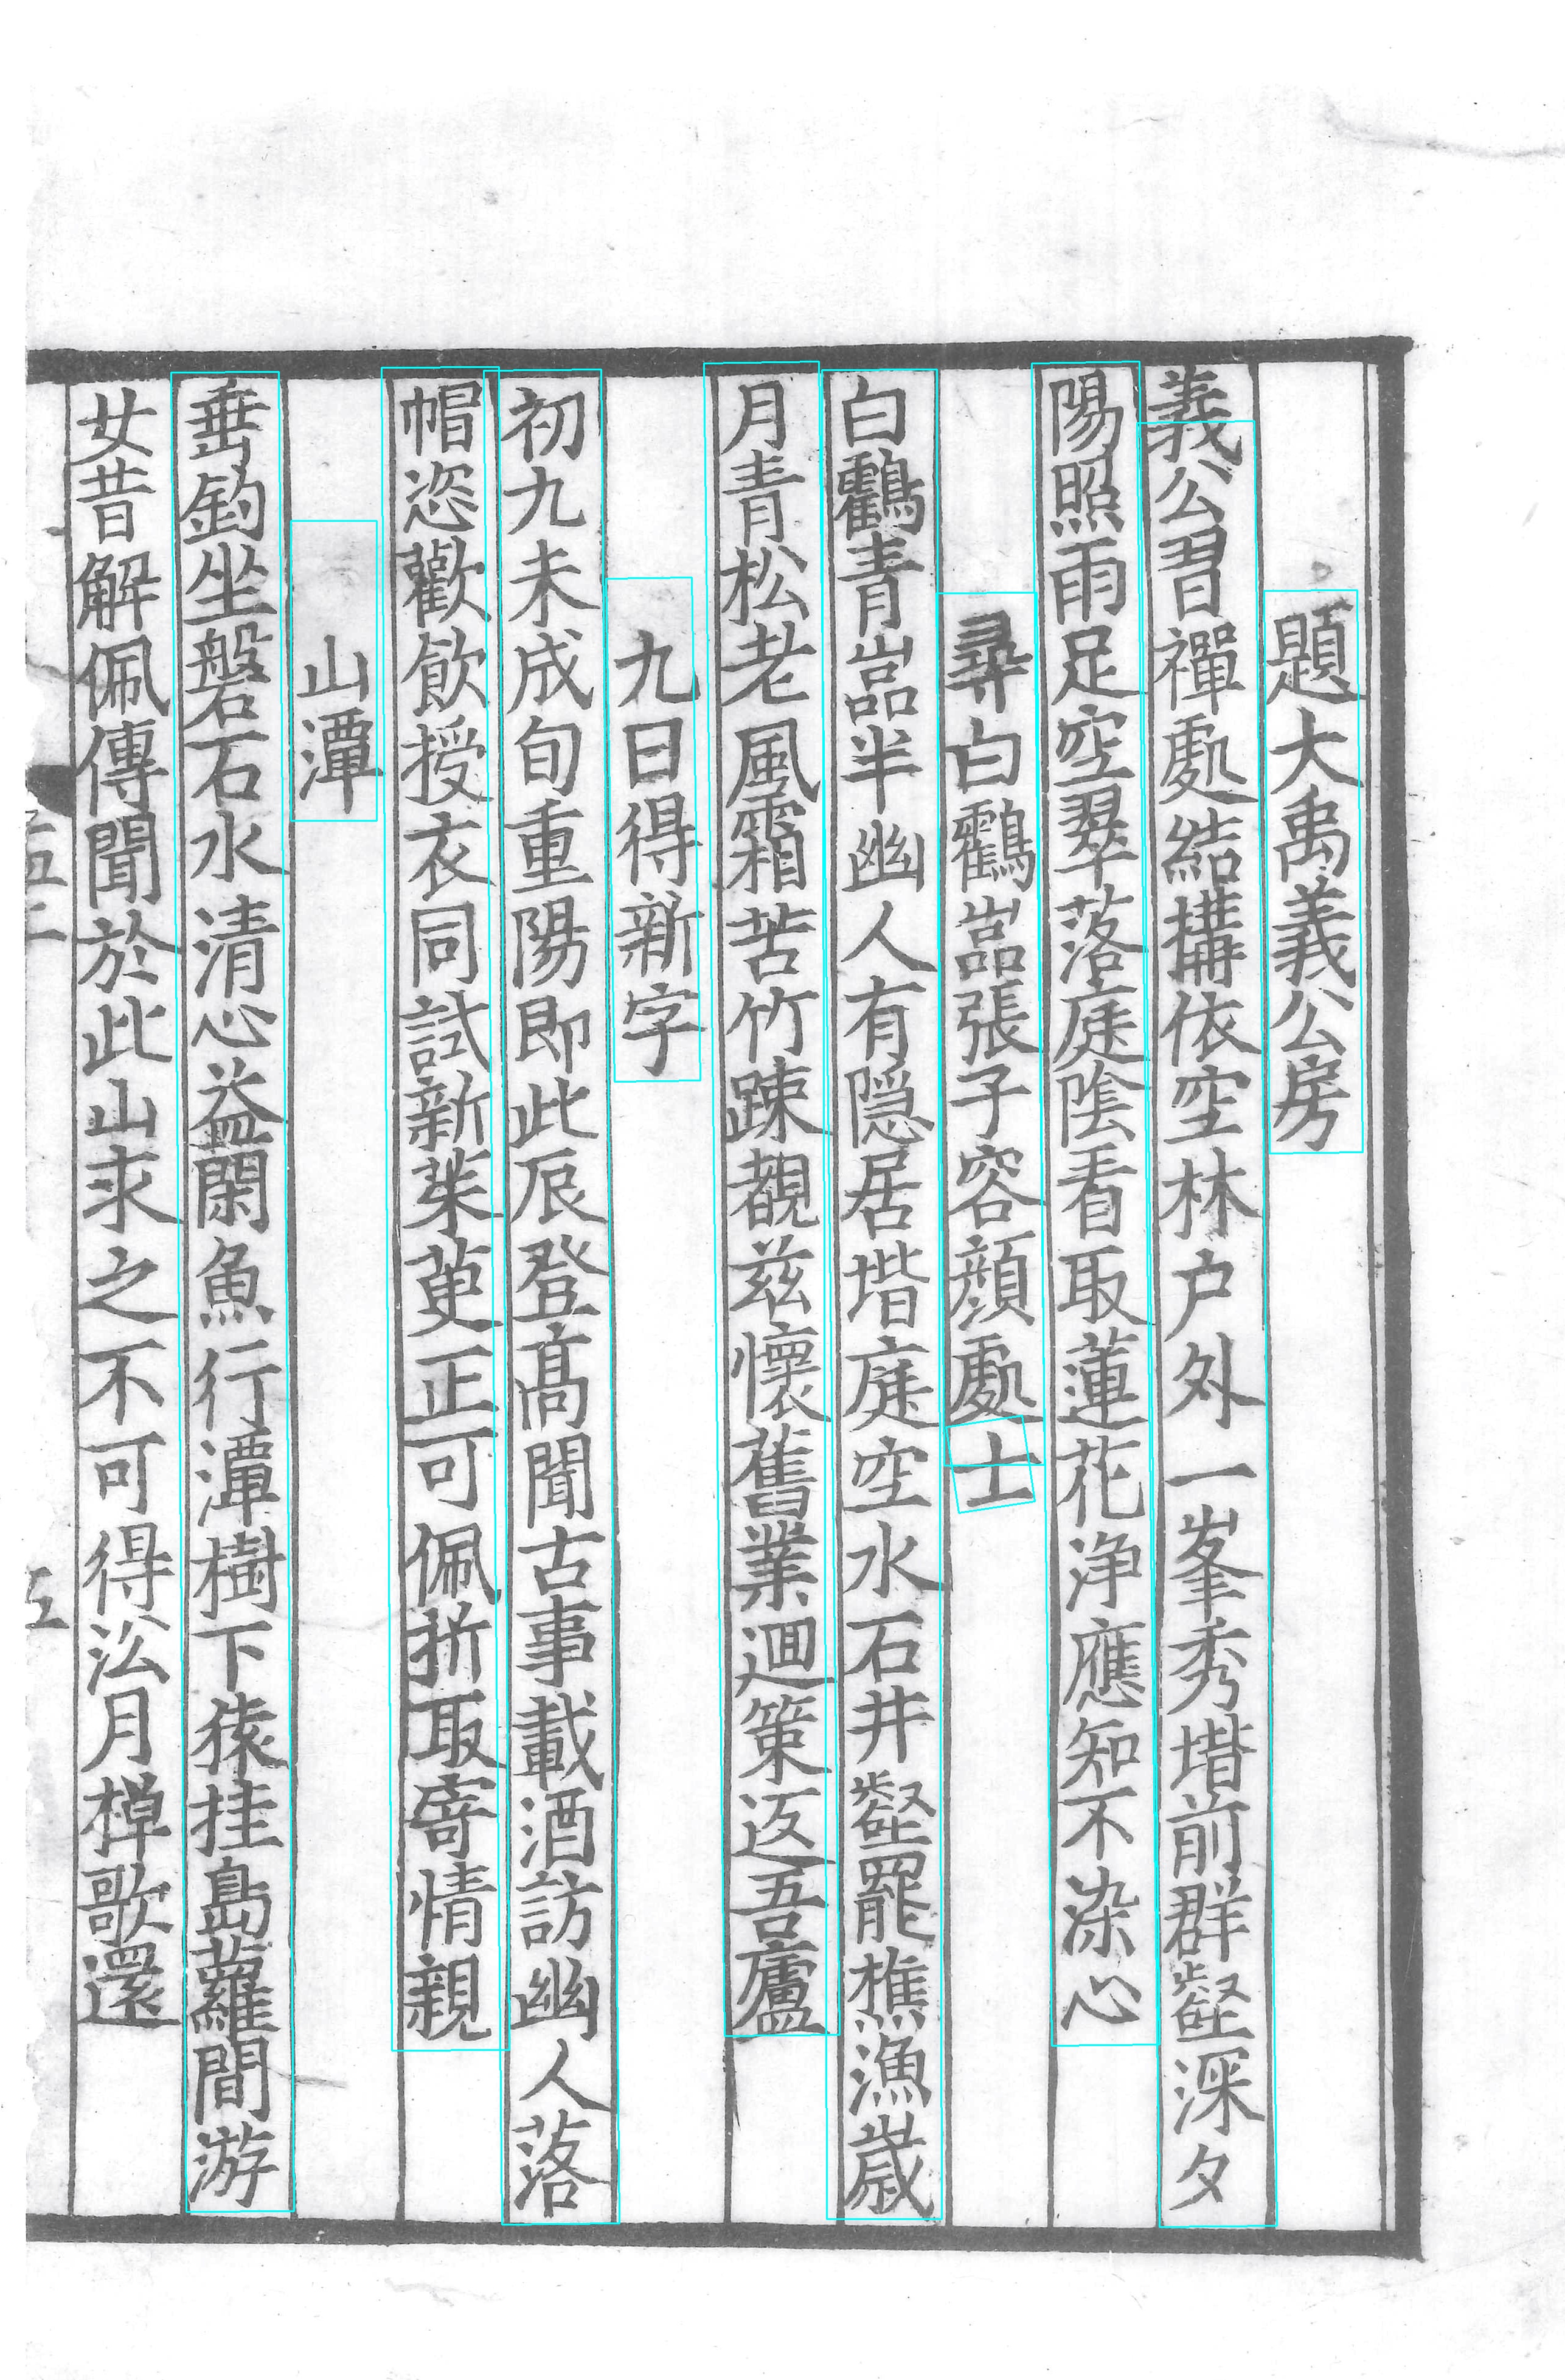 題大禹義公房
義公習禪處結搆依空林户外一峯秀堦前群壑深夕
陽照雨足空翠落庭隂看取蓮花浄應知不染心
尋白鶴嵓張子容顔處士
白鶴青嵓半幽人有隠居堦庭空水石井壑罷樵漁歲
月青松老風霜苦竹踈覩兹懷舊業迴策返吾廬
九日得新字
初九未成旬重陽即此辰登髙聞古事載酒訪幽人落
帽恣歡飲授衣同試新茱萸正可佩折取寄情親
山潭
垂釣坐磐石水清心益閑魚行潭樹下猿挂島蘿間游
女昔解佩傳聞於此山求之不可得沿月棹歌還